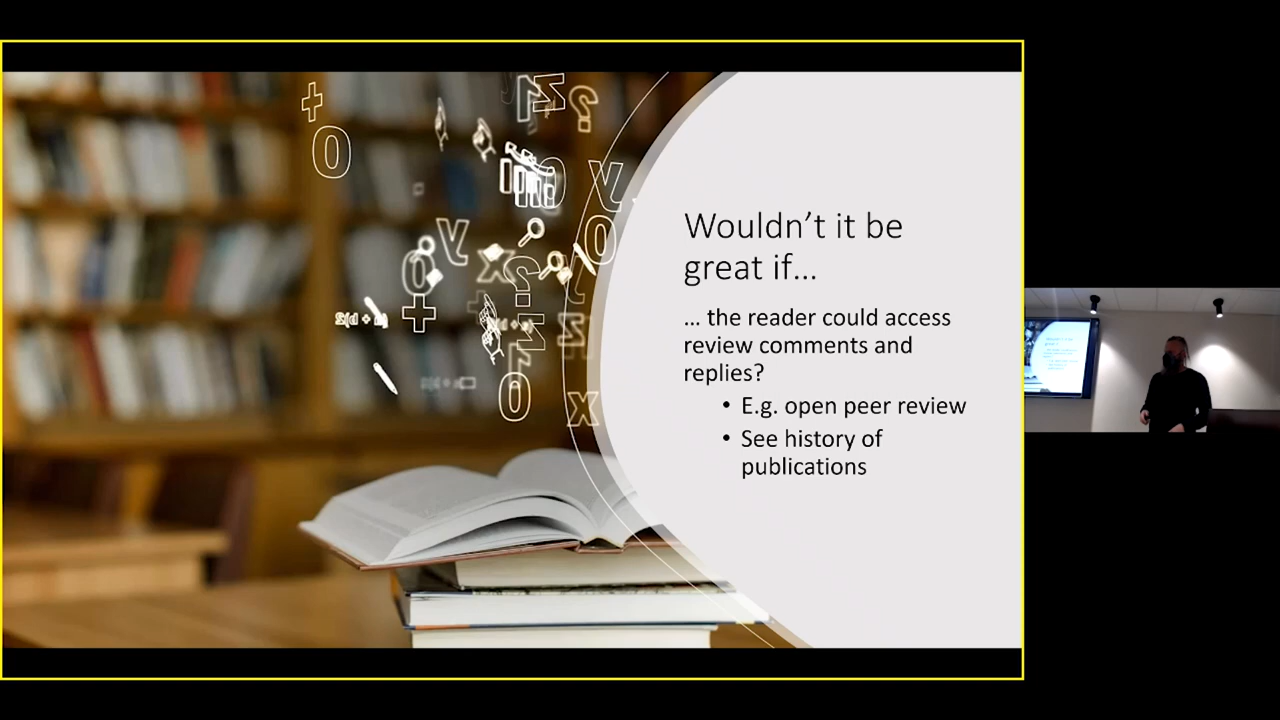 Wouldn't it be
great if…
… the reader could access
review comments and
replies?
• E.g. open peer review
• See history of
publications